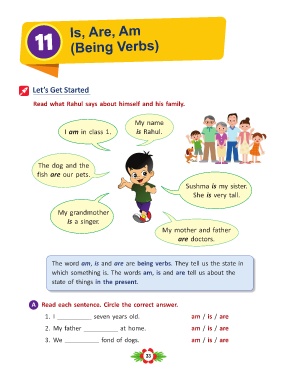 11
Is, Are, Am
(Being Verbs)
Let's Get Started
Read what Rahul says about himself and his family.
I am in class 1.
My name
is Rahul.
The dog and the
fish are our pets.
Sushma is my sister.
She is very tall.
My grandmother
is a singer.
My mother and father
are doctors.
The word am, is and are are being verbs. They tell us the state in
which something is. The words am, is and are tell us about the
state of things in the present.
A Read each sentence. Circle the correct answer.
1. I __________ seven years old. am / is / are
2. My father __________ at home. am / is / are
3. We __________ fond of dogs. am / is / are
33